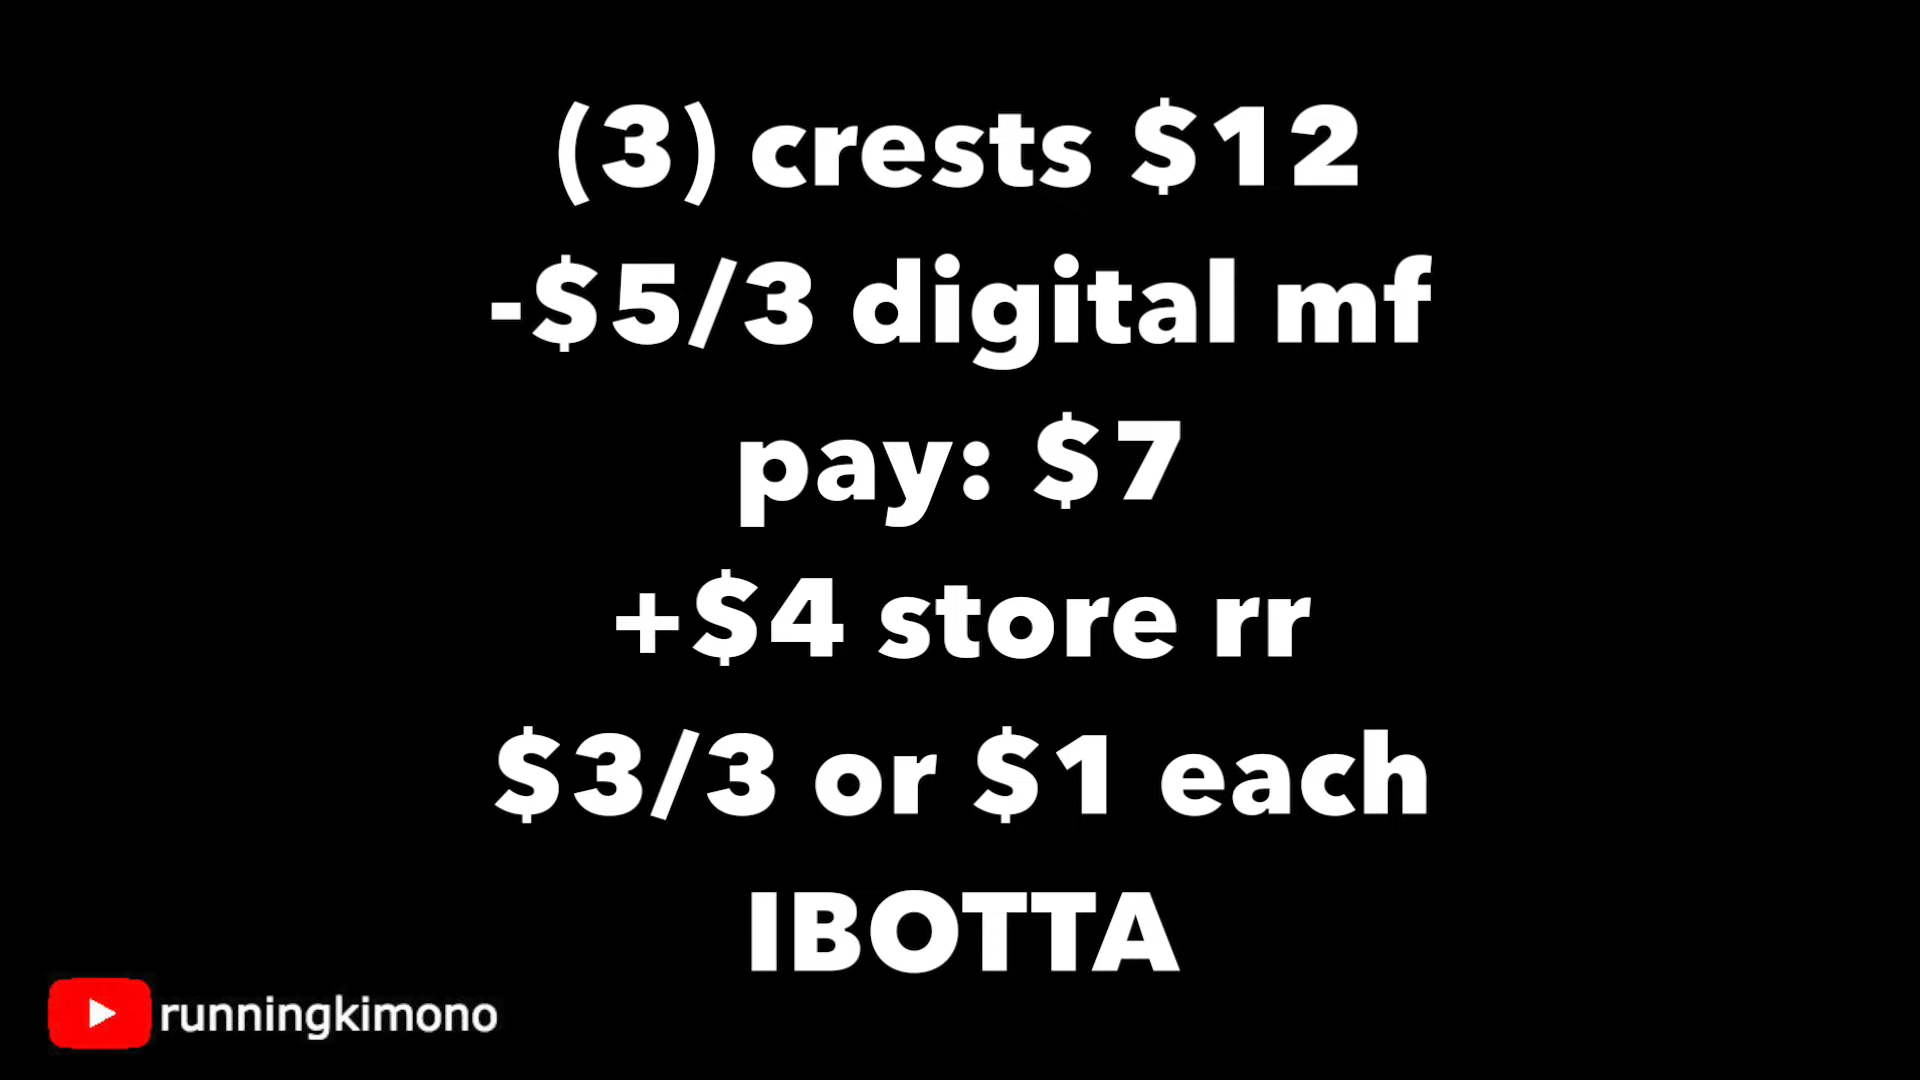 (3) crests $12
-$5/3 digital mf
pay: $7
+$4 store rr
$3/3 or $1 each
IBOTTA
runningkimono